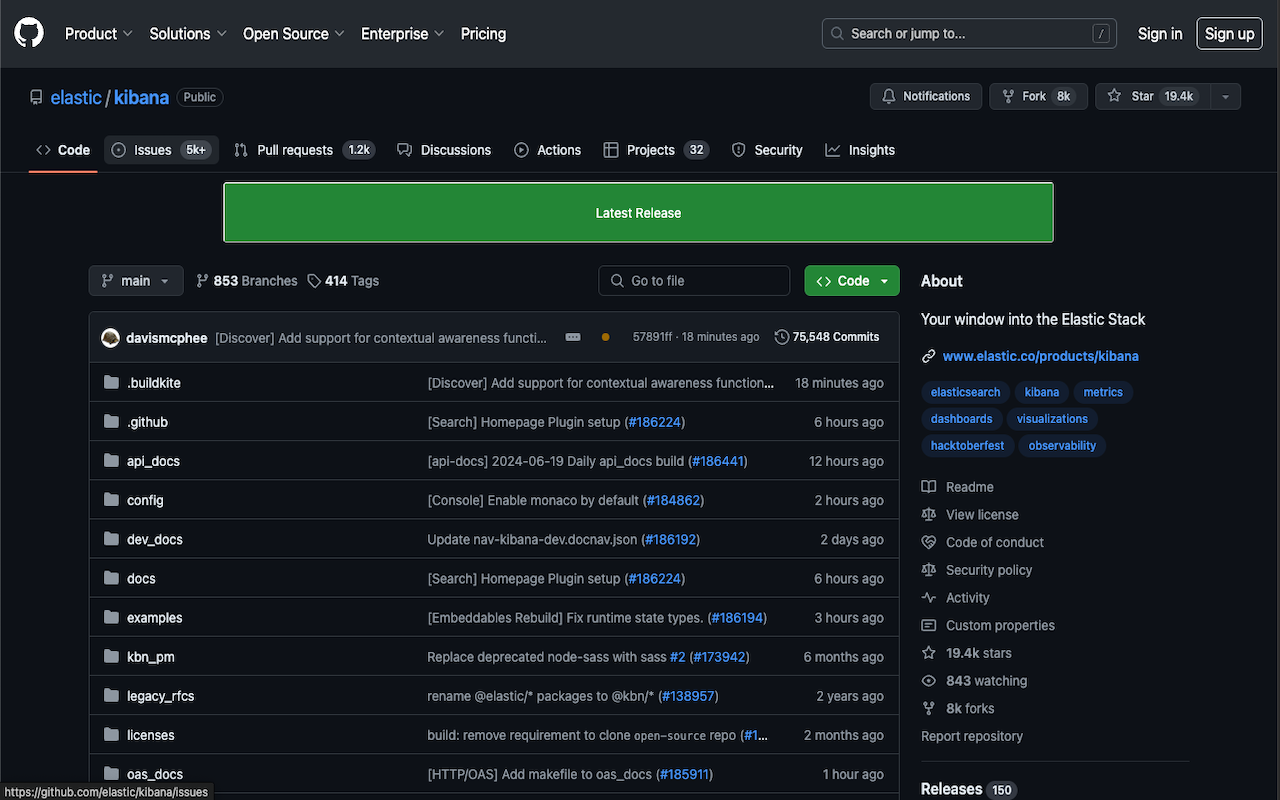 Product Solutions Open Source Enterprise Pricing Search or jump to... / Sign in Sign up
elastic / kibana Public Notifications Fork 8k Star 19.4k
Code Issues 5k+ Pull requests 1.2k Discussions Actions Projects 32 Security Insights
Latest Release
main 853 Branches 414 Tags Go to file Code
davismcphee [Discover] Add support for contextual awareness functi... 57891ff · 18 minutes ago 75,548 Commits
.buildkite [Discover] Add support for contextual awareness function... 18 minutes ago
.github [Search] Homepage Plugin setup (#186224) 6 hours ago
api_docs [api-docs] 2024-06-19 Daily api_docs build (#186441) 12 hours ago
config [Console] Enable monaco by default (#184862) 2 hours ago
dev_docs Update nav-kibana-dev.docnav.json (#186192) 2 days ago
docs [Search] Homepage Plugin setup (#186224) 6 hours ago
examples [Embeddables Rebuild] Fix runtime state types. (#186194) 3 hours ago
kbn_pm Replace deprecated node-sass with sass #2 (#173942) 6 months ago
legacy_rfcs rename @elastic/* packages to @kbn/* (#138957) 2 years ago
licenses build: remove requirement to clone open-source repo (#1... 2 months ago
oas_docs [HTTP/OAS] Add makefile to oas_docs (#185911) 1 hour ago
About
Your window into the Elastic Stack
www.elastic.co/products/kibana
elasticsearch kibana metrics
dashboards visualizations
hacktoberfest observability
Readme
View license
Code of conduct
Security policy
Activity
Custom properties
19.4k stars
843 watching
8k forks
Report repository
Releases 150
https://github.com/elastic/kibana/issues